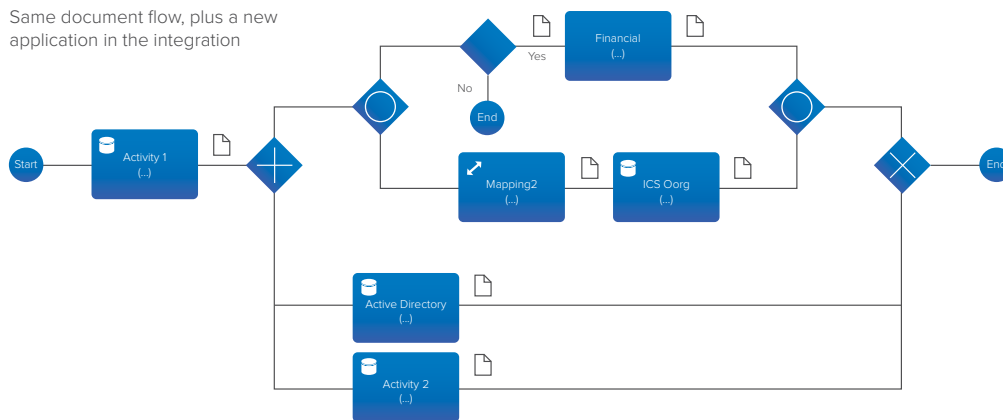 Same document flow, plus a new
application in the integration
Financial
(...)
Yes
No
End
Start
Activity 1
(...)
Mapping2
(...)
ICS Oorg
(...)
End
Active Directory
(...)
Activity 2
(...)